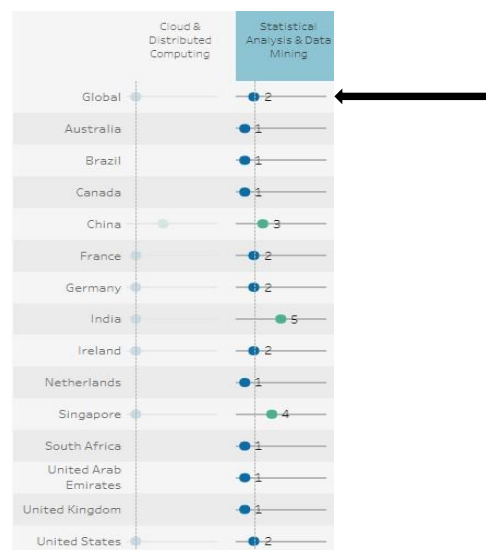 Cloud &
Distributed
Computing
Statistical
Analysis & Data
Mining
Global 2
Australia 1
Brazil 1
Canada 1
China 3
France 2
Germany 2
India 5
Ireland 2
Netherlands 1
Singapore 4
South Africa 1
United Arab
Emirates 1
United Kingdom 1
United States 2